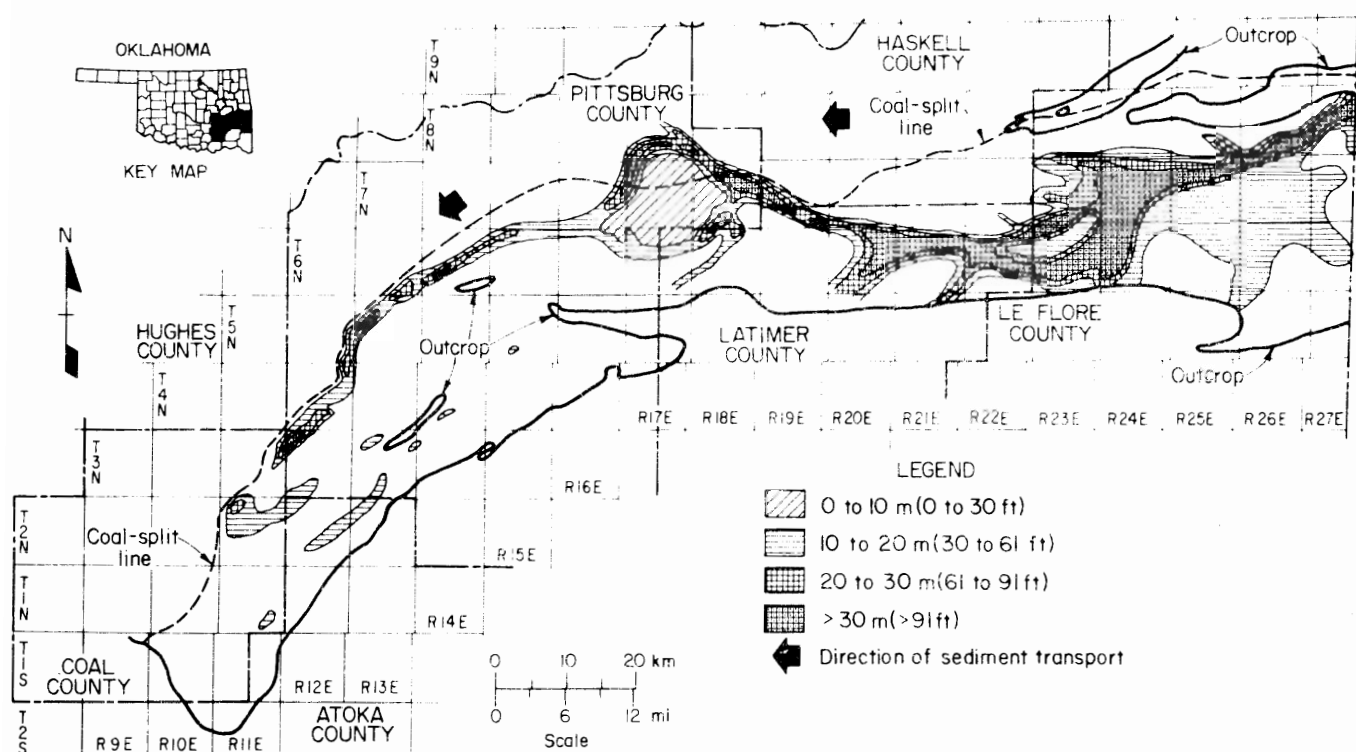 OKLAHOMA
KEY MAP
N
T9N
T8N
T7N
T6N
T5N
T4N
T3N
T2N
T1N
T1S
T2S
PITTSBURG
COUNTY
HASKELL
COUNTY
Outcrop
Coal-split
line
HUGHES
COUNTY
Outcrop
LATIMER
COUNTY
LE FLORE
COUNTY
Outcrop
R17E
R18E
R19E
R20E
R21E
R22E
R23E
R24E
R25E
R26E
R27E
R16E
R15E
R14E
Coal-split
line
COAL
COUNTY
R12E
R13E
ATOKA
COUNTY
R9E
R10E
R11E
LEGEND
0 to 10 m (0 to 30 ft)
10 to 20 m (30 to 61 ft)
20 to 30 m (61 to 91 ft)
> 30 m (> 91 ft)
Direction of sediment transport
0 10 20 km
0 6 12 mi
Scale